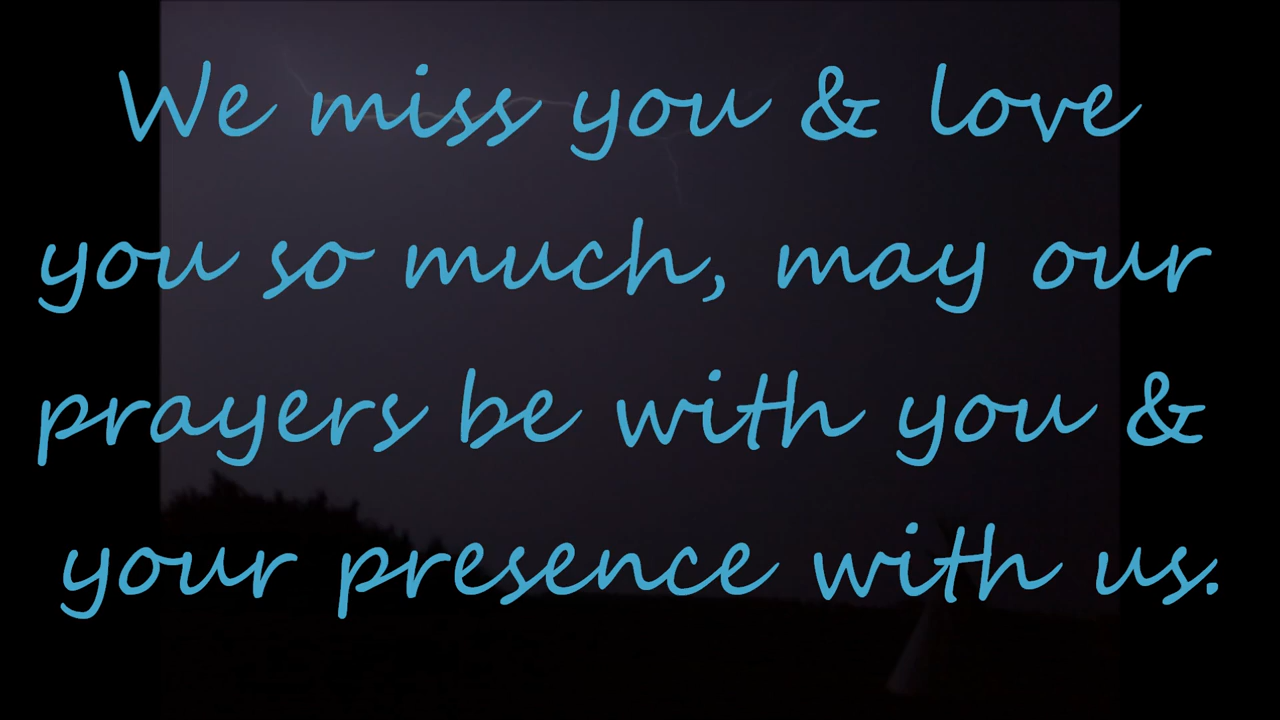 We miss you & love
you so much, may our
prayers be with you &
your presence with us.